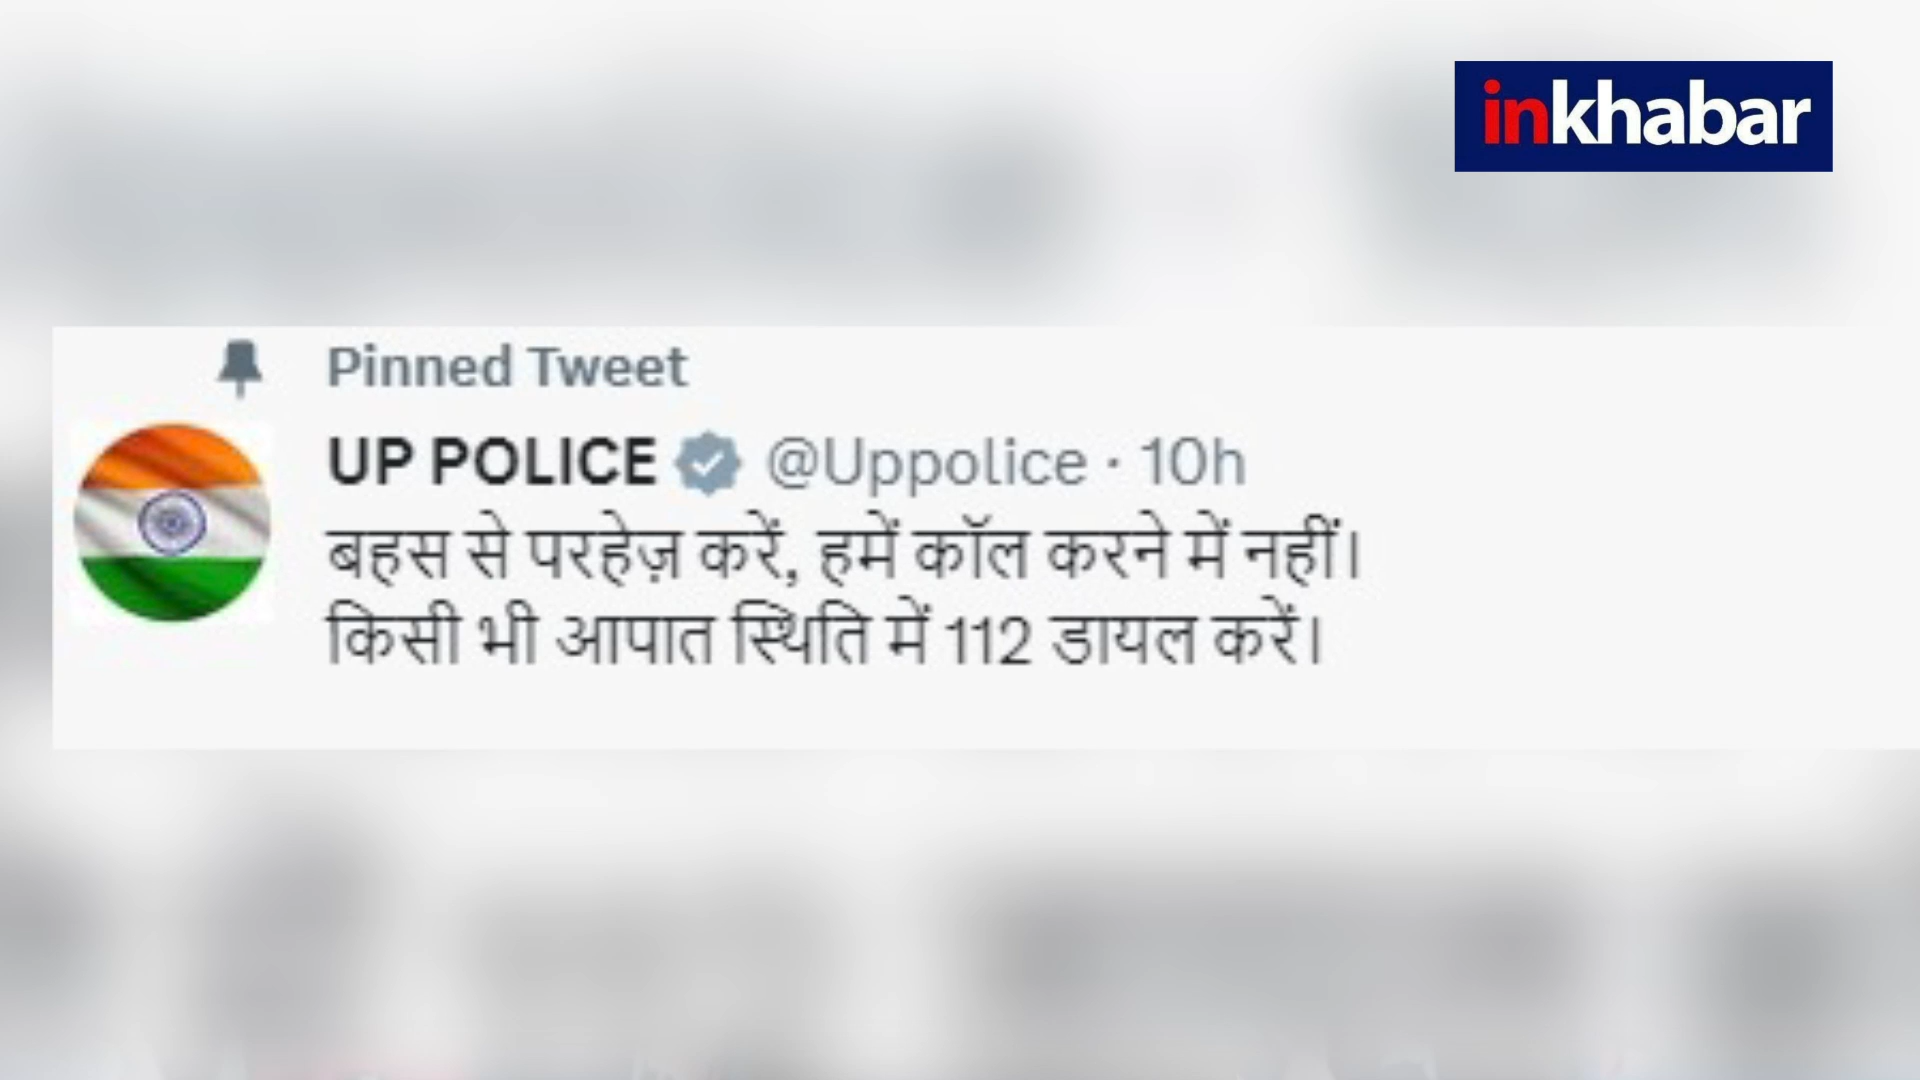 inkhabar
Pinned Tweet
UP POLICE @Uppolice · 10h
बहस से परहेज़ करें, हमें कॉल करने में नहीं।
किसी भी आपात स्थिति में 112 डायल करें।